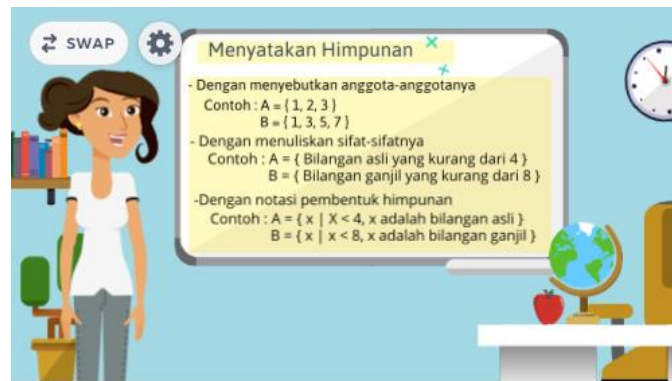 SWAP
Menyatakan Himpunan
- Dengan menyebutkan anggota-anggotanya
Contoh : A = { 1, 2, 3 }
B = { 1, 3, 5, 7 }
- Dengan menuliskan sifat-sifatnya
Contoh : A = { Bilangan asli yang kurang dari 4 }
B = { Bilangan ganjil yang kurang dari 8 }
-Dengan notasi pembentuk himpunan
Contoh : A = { x | X < 4, x adalah bilangan asli }
B = { x | x < 8, x adalah bilangan ganjil }